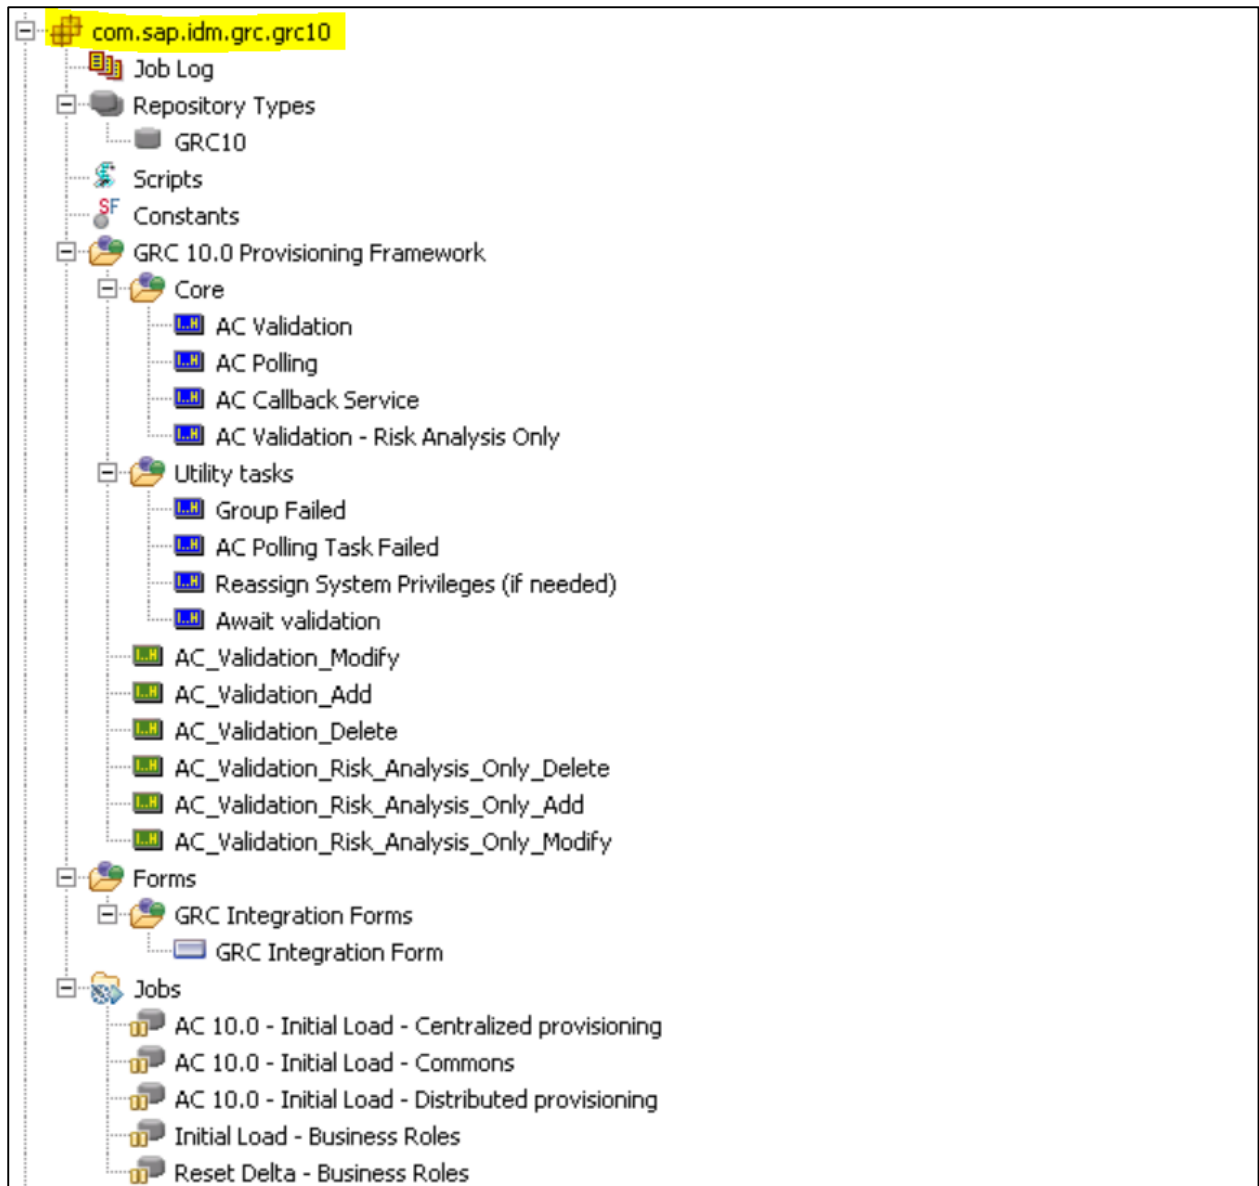 com.sap.idm.grc.grc10
Job Log
Repository Types
GRC10
Scripts
SF
Constants
GRC 10.0 Provisioning Framework
Core
AC Validation
AC Polling
AC Callback Service
AC Validation - Risk Analysis Only
Utility tasks
Group Failed
AC Polling Task Failed
Reassign System Privileges (if needed)
Await validation
AC_Validation_Modify
AC_Validation_Add
AC_Validation_Delete
AC_Validation_Risk_Analysis_Only_Delete
AC_Validation_Risk_Analysis_Only_Add
AC_Validation_Risk_Analysis_Only_Modify
Forms
GRC Integration Forms
GRC Integration Form
Jobs
AC 10.0 - Initial Load - Centralized provisioning
AC 10.0 - Initial Load - Commons
AC 10.0 - Initial Load - Distributed provisioning
Initial Load - Business Roles
Reset Delta - Business Roles